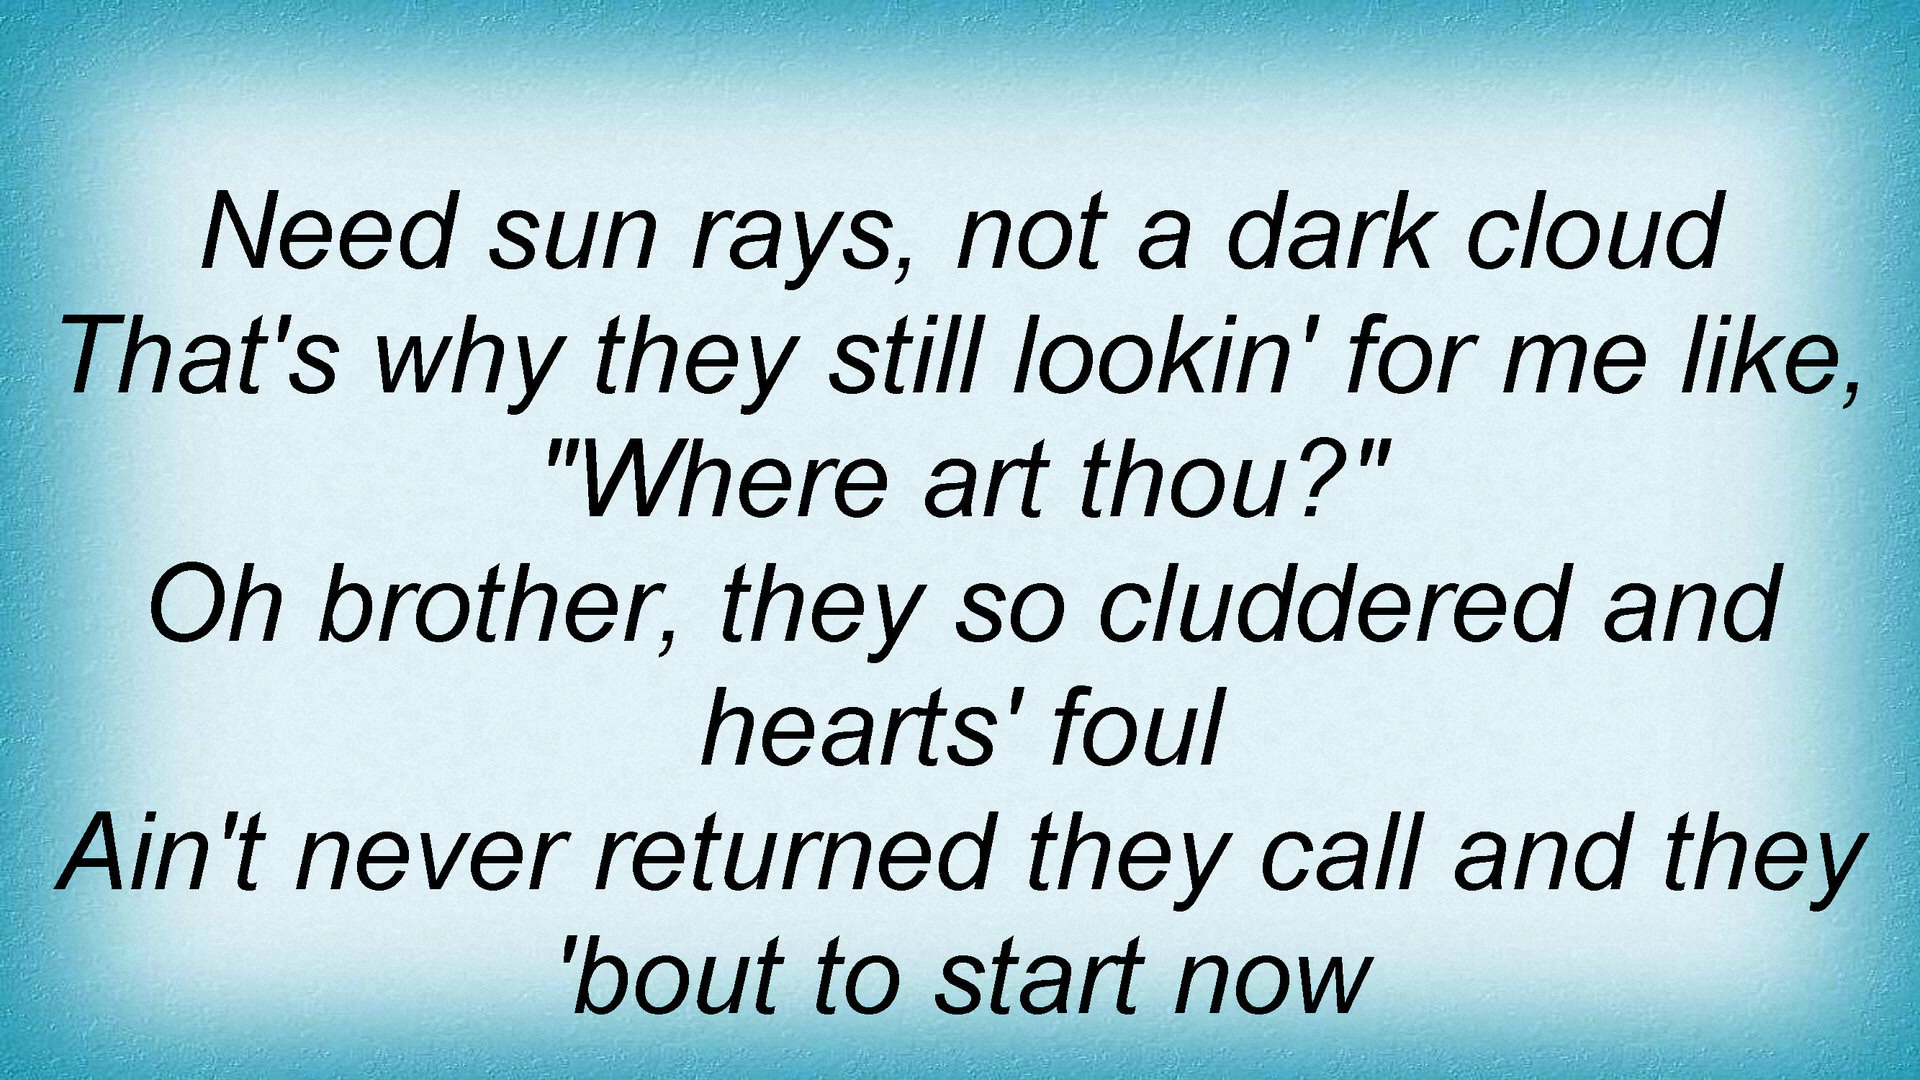 Need sun rays, not a dark cloud
That's why they still lookin' for me like,
"Where art thou?"
Oh brother, they so cluddered and
hearts' foul
Ain't never returned they call and they
'bout to start now